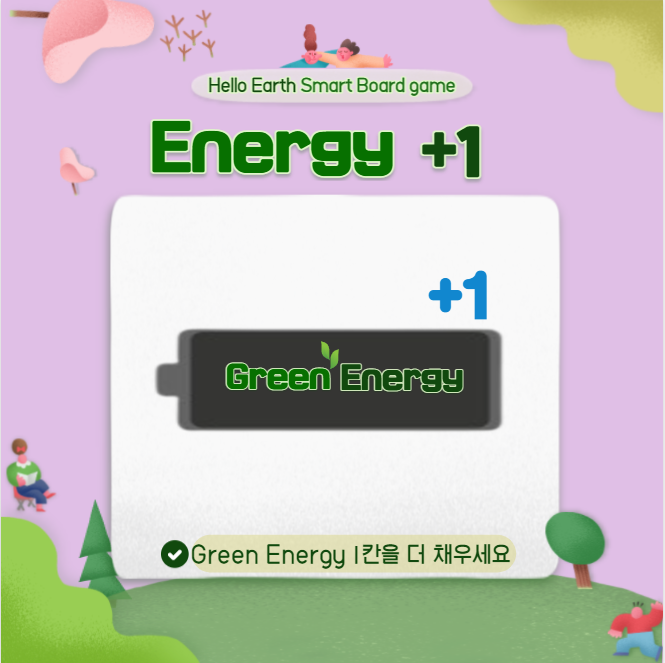 Hello Earth Smart Board game
Energy +1
+1
Green Energy
Green Energy 1칸을 더 채우세요